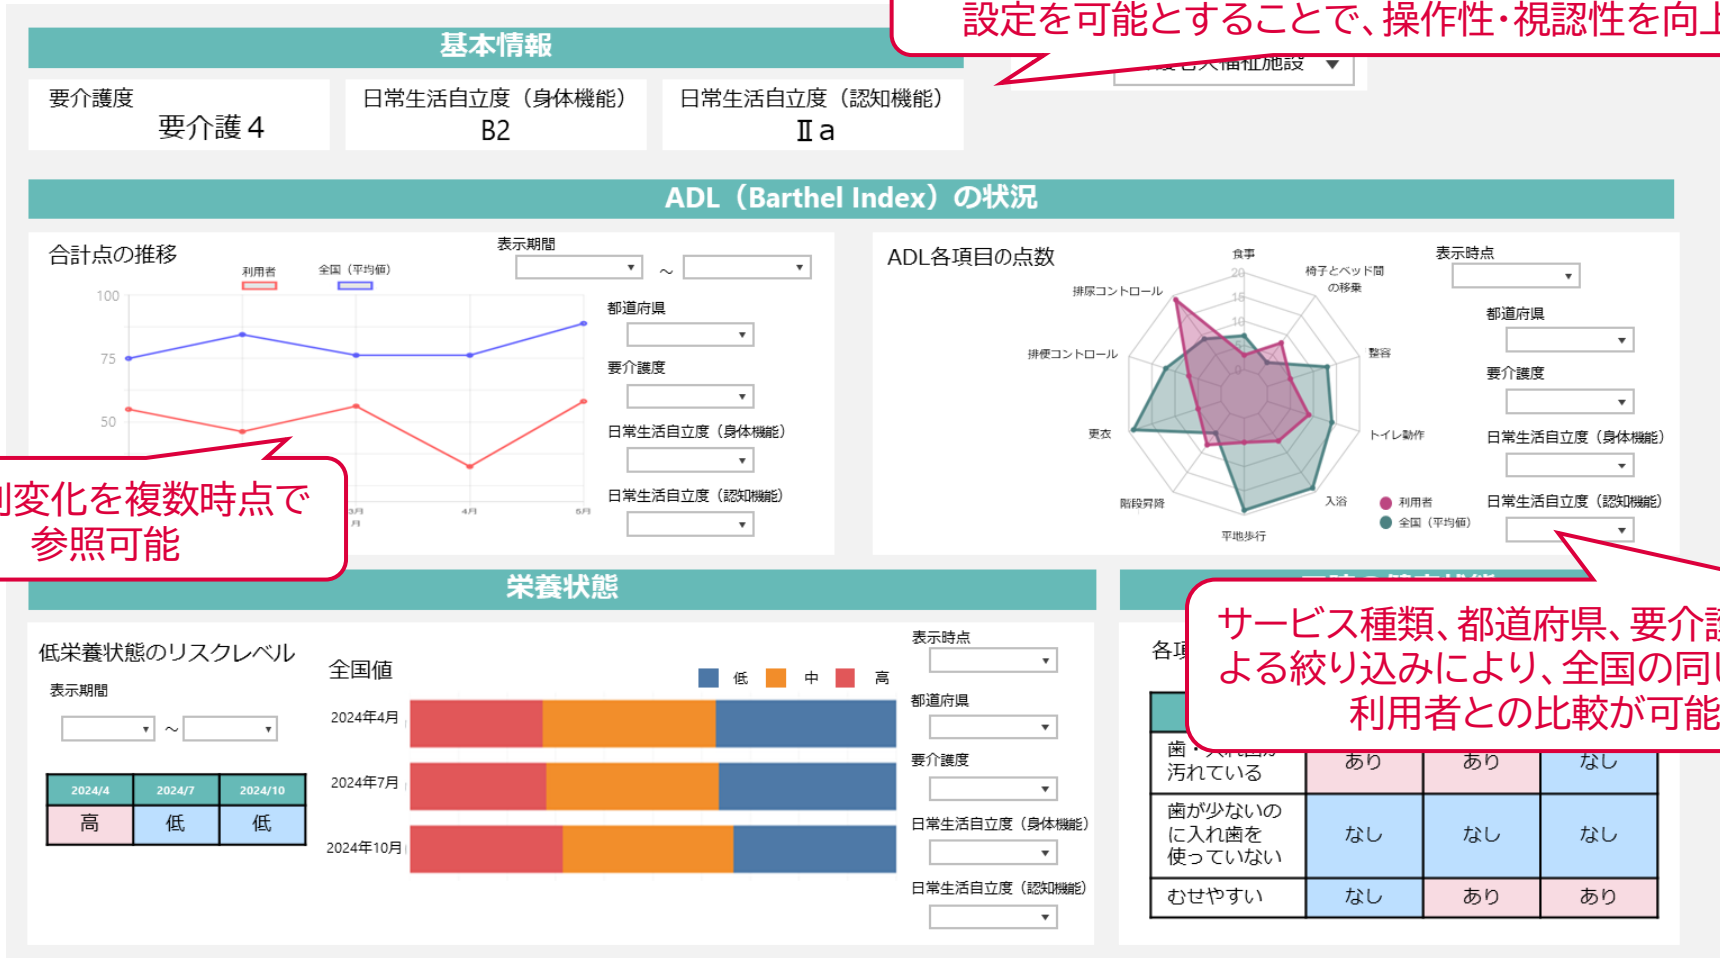 設定を可能とすることで、操作性・視認性を向上
基本情報
要介護度
要介護４
日常生活自立度（身体機能）
B2
日常生活自立度（認知機能）
Ⅱa
ADL（Barthel Index）の状況
合計点の推移
利用者
全国（平均値）
表示期間
～
都道府県
要介護度
日常生活自立度（身体機能）
日常生活自立度（認知機能）
100
75
50
3月
月
4月
5月
変化を複数時点で
参照可能
ADL各項目の点数
食事
椅子とベッド間
の移乗
整容
トイレ動作
入浴
平地歩行
階段昇降
更衣
排便コントロール
排尿コントロール
20
15
10
5
0
利用者
全国（平均値）
表示時点
都道府県
要介護度
日常生活自立度（身体機能）
日常生活自立度（認知機能）
栄養状態
低栄養状態のリスクレベル
表示期間
～
2024/4 2024/7 2024/10
高 低 低
全国値
低 中 高
2024年4月
2024年7月
2024年10月
表示時点
都道府県
要介護度
日常生活自立度（身体機能）
日常生活自立度（認知機能）
サービス種類、都道府県、要介
よる絞り込みにより、全国の同
利用者との比較が可能
各
汚れている
あり あり なし
歯が少ないの
に入れ歯を
使っていない
なし なし なし
むせやすい
なし あり あり